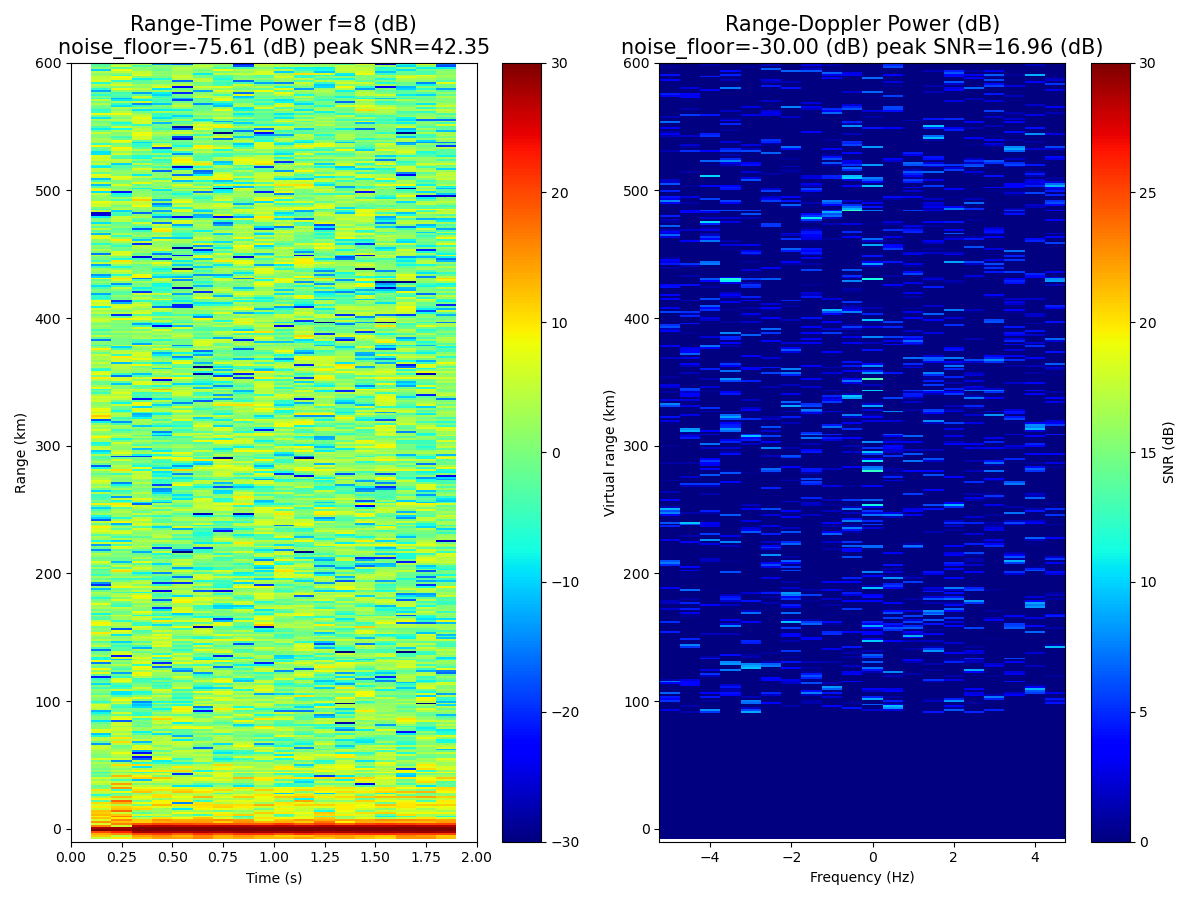 Range-Time Power f=8 (dB)
noise_floor=-75.61 (dB) peak SNR=42.35
Range (km)
600
500
400
300
200
100
0
0.00 0.25 0.50 0.75 1.00 1.25 1.50 1.75 2.00
Time (s)
30
20
10
0
−10
−20
−30
Range-Doppler Power (dB)
noise_floor=-30.00 (dB) peak SNR=16.96 (dB)
Virtual range (km)
600
500
400
300
200
100
0
−4 −2 0 2 4
Frequency (Hz)
30
25
20
15
10
5
0
SNR (dB)